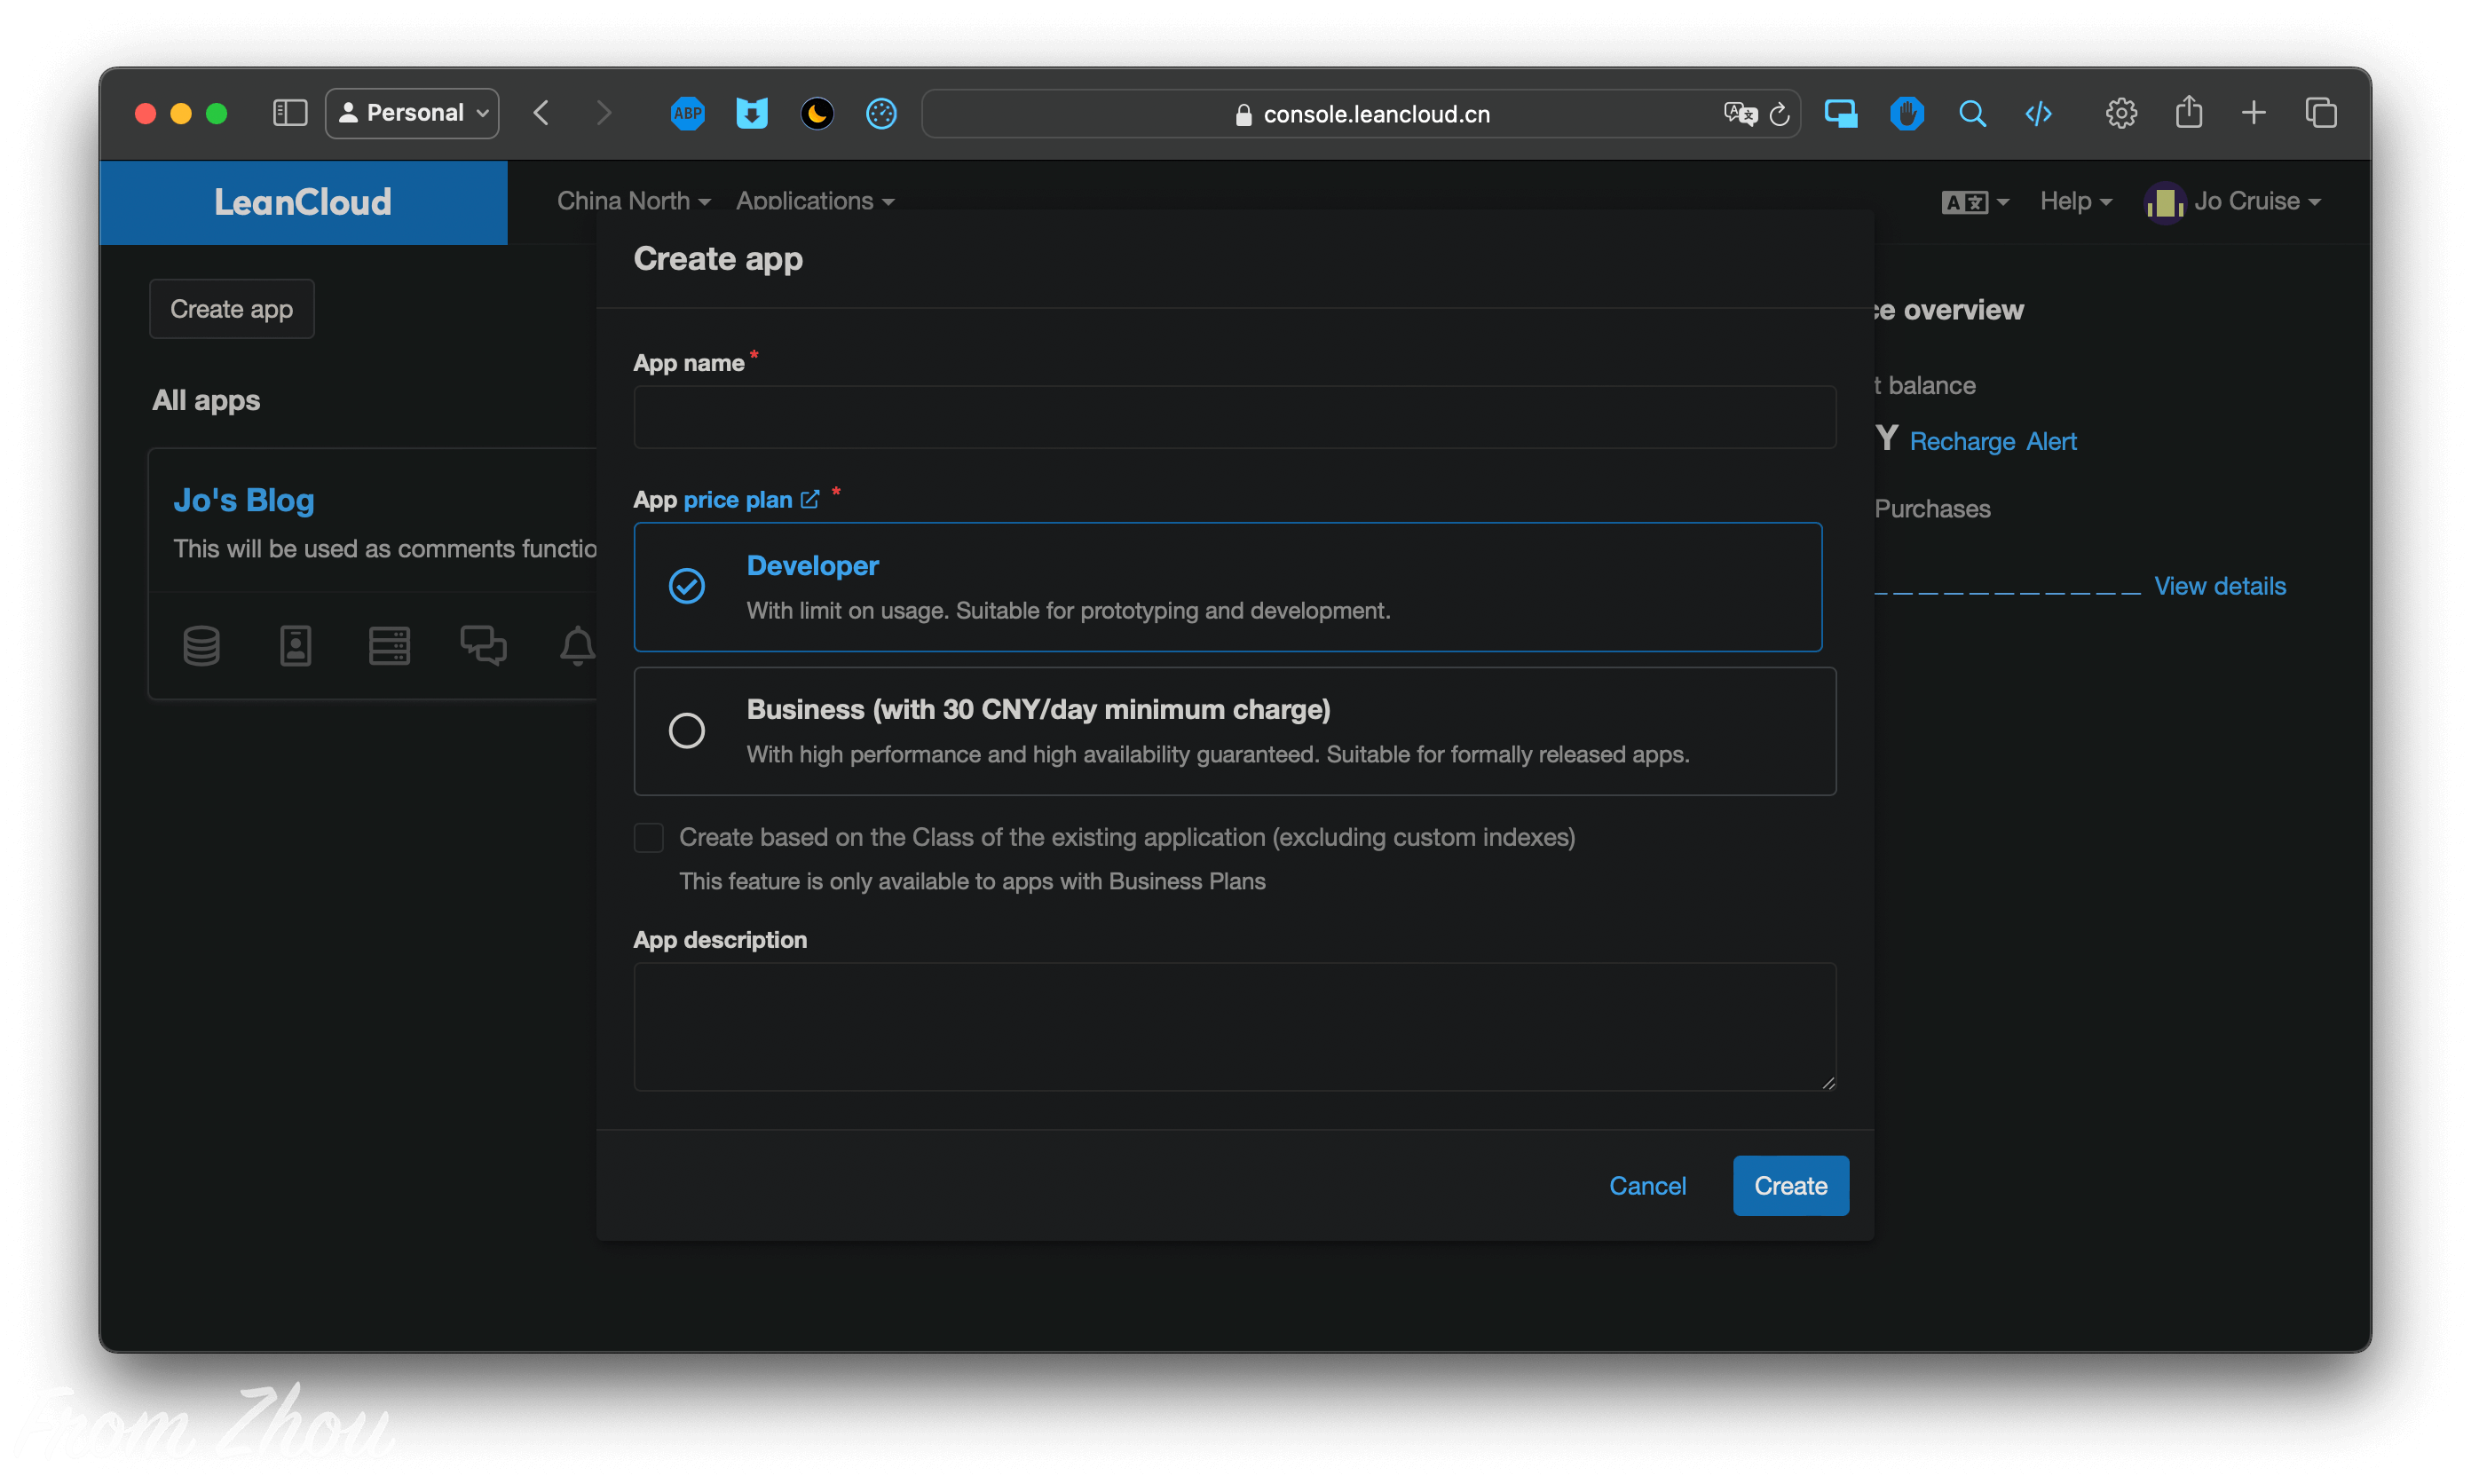 Personal
ABP
console.leancloud.cn
LeanCloud
China North
Applications
Help
Jo Cruise
Create app
Create app
ce overview
App name *
t balance
All apps
Y Recharge Alert
Jo's Blog
App price plan *
Purchases
This will be used as comments functio
Developer
With limit on usage. Suitable for prototyping and development.
View details
Business (with 30 CNY/day minimum charge)
With high performance and high availability guaranteed. Suitable for formally released apps.
Create based on the Class of the existing application (excluding custom indexes)
This feature is only available to apps with Business Plans
App description
Cancel
Create
From Zhou